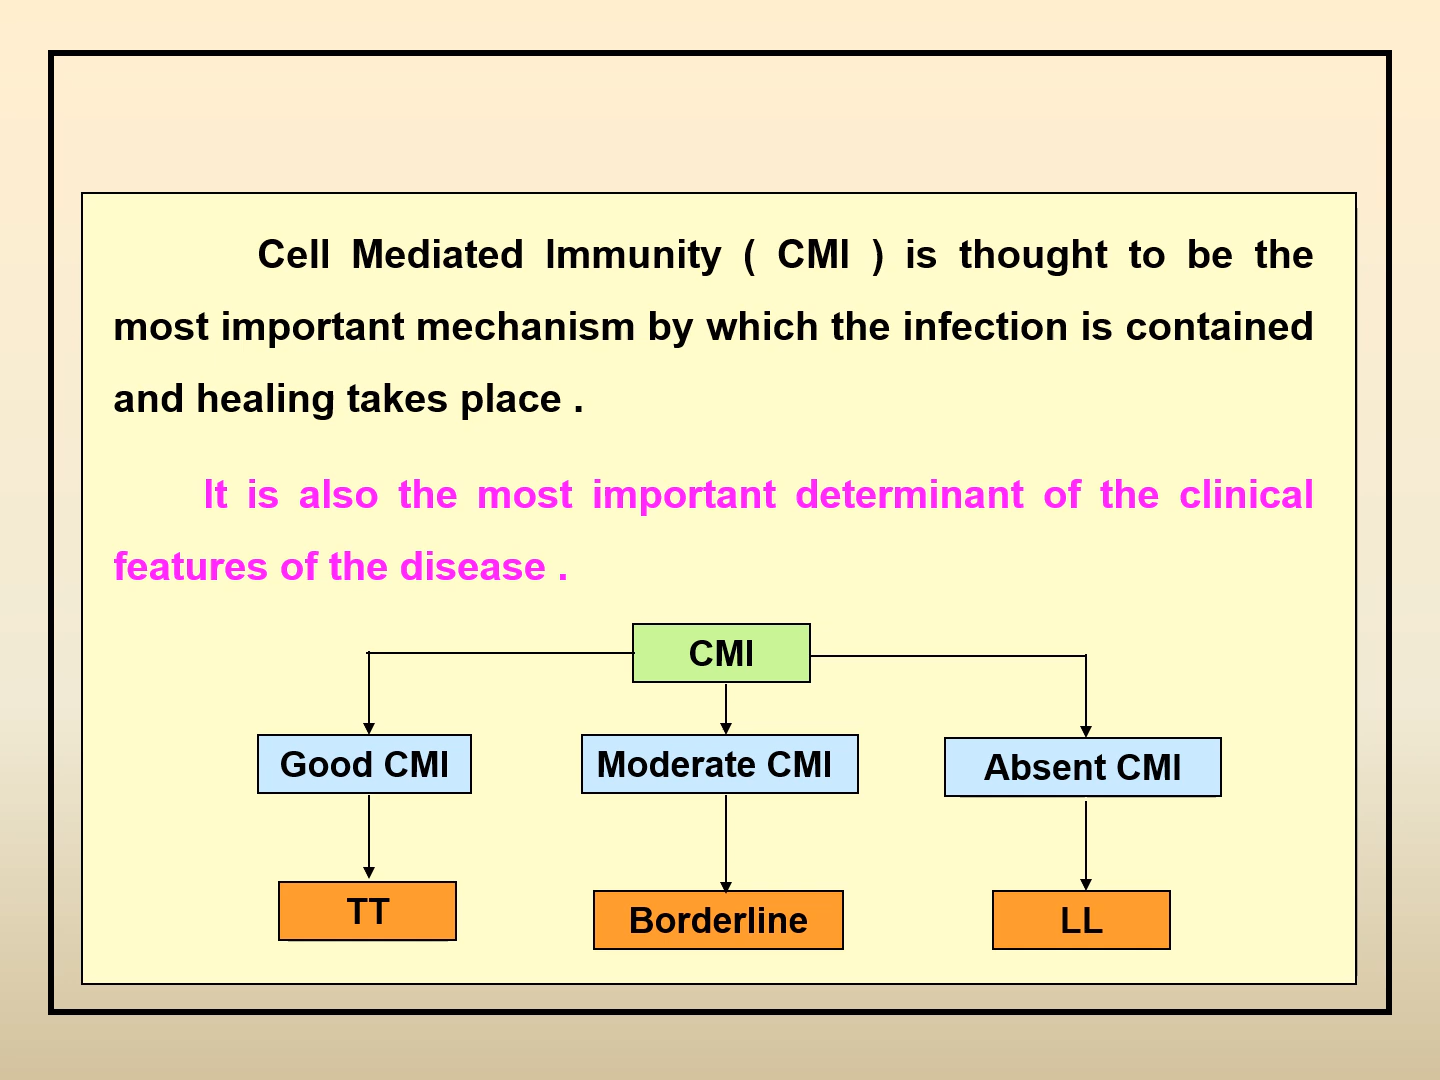 Cell Mediated Immunity ( CMI ) is thought to be the
most important mechanism by which the infection is contained
and healing takes place .
It is also the most important determinant of the clinical
features of the disease .
CMI
Good CMI
Moderate CMI
Absent CMI
TT
Borderline
LL